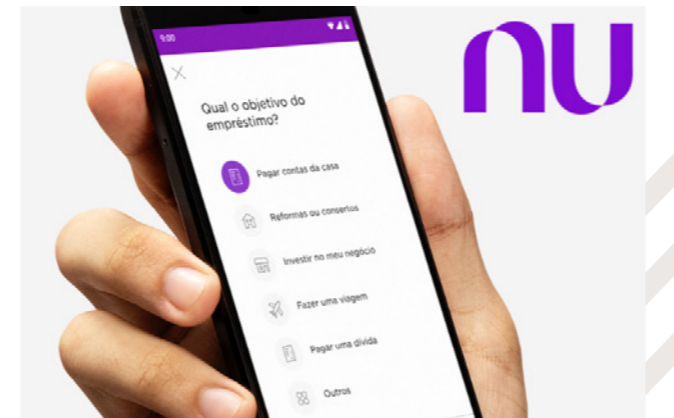 9:00
nu
Qual o objetivo do
empréstimo?
Pagar contas da casa
Reformas ou consertos
Investir no meu negócio
Fazer uma viagem
Pagar uma dívida
Outros